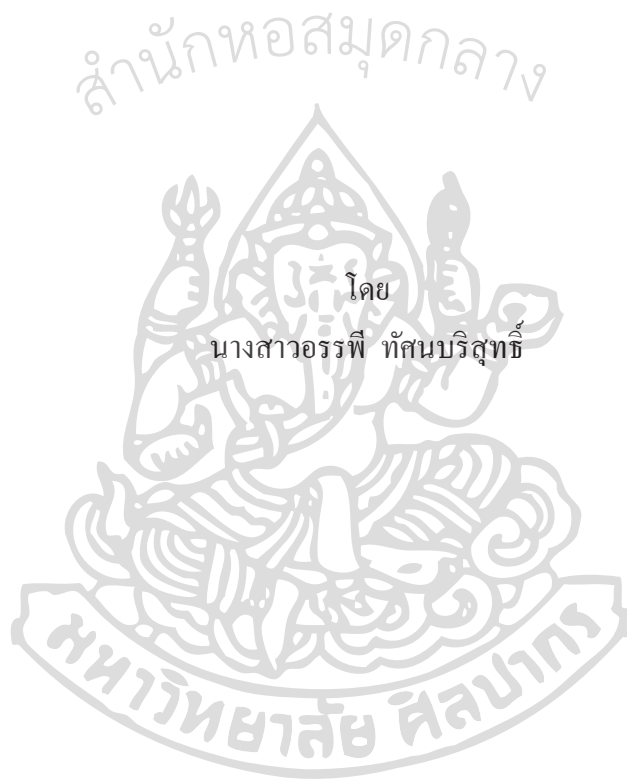 สำนักหอสมุดกลาง
โดย
นางสาวอรรพี ทัศนบริสุทธิ์
มหาวิทยาลัย ศิลปากร